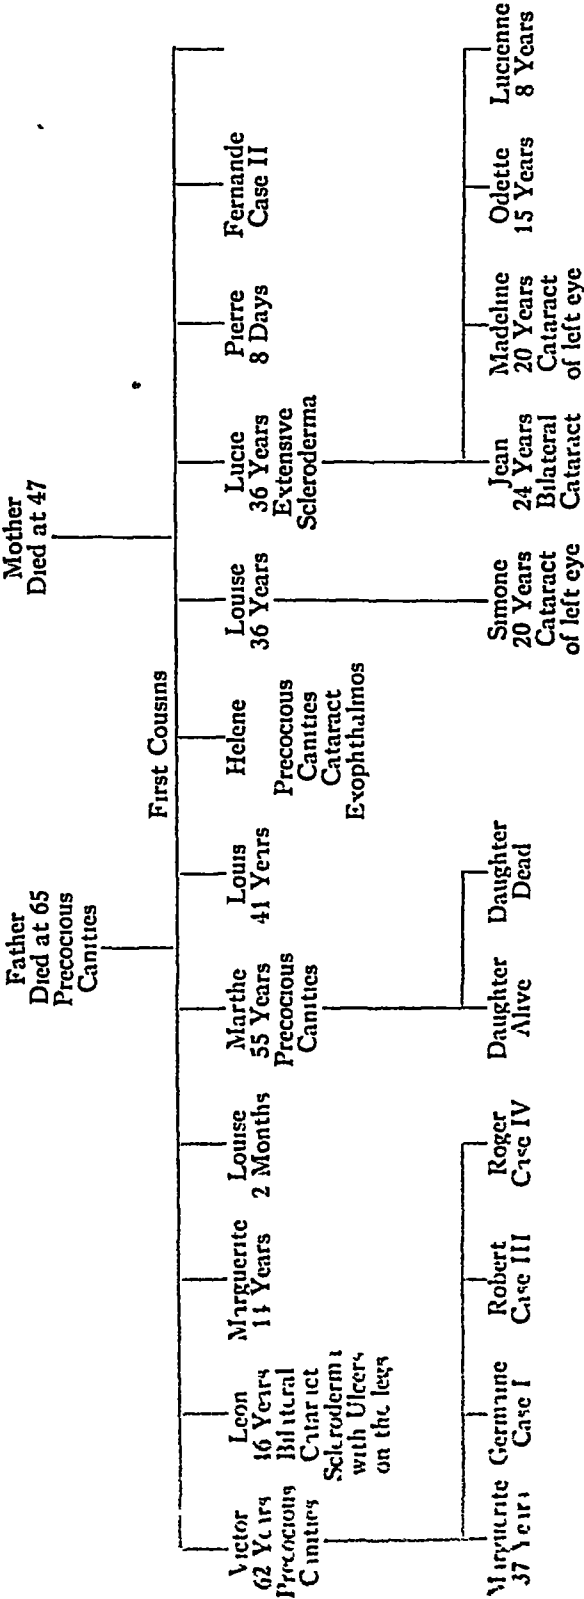 Father
Died at 65
Precocious
Canities
Mother
Died at 47
First Cousins
Victor
62 Years
Precocious
Canities
Leon
Years
Bilateral
Cataract
Scleroderma
with Ulcers
on the legs
Marguerite
Years
Louise
2 Months
Marthe
55 Years
Precocious
Canities
Louis
41 Years
Helene
Precocious
Canities
Cataract
Exophthalmos
Louise
36 Years
Lucie
36 Years
Extensive
Scleroderma
Pierre
8 Days
Fernande
Case II
Marguerite
37 Years
Germaine
Case I
Robert
Case III
Roger
Case IV
Daughter
Alive
Daughter
Dead
Simone
20 Years
Cataract
of left eye
Jean
24 Years
Bilateral
Cataract
Madeline
20 Years
Cataract
of left eye
Odette
15 Years
Lucienne
8 Years